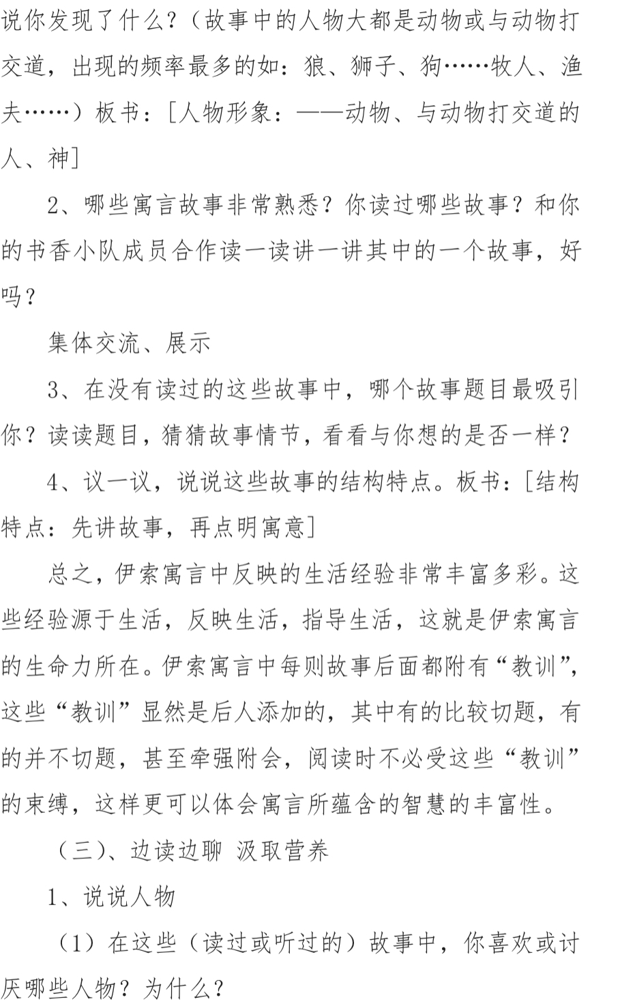 说你发现了什么？（故事中的人物大都是动物或与动物打
交道，出现的频率最多的如：狼、狮子、狗……牧人、渔
夫……）板书：[人物形象：——动物、与动物打交道的
人、神]
2、哪些寓言故事非常熟悉？你读过哪些故事？和你
的书香小队成员合作读一读讲一讲其中的一个故事，好
吗？
集体交流、展示
3、在没有读过的这些故事中，哪个故事题目最吸引
你？读读题目，猜猜故事情节，看看与你想的是否一样？
4、议一议，说说这些故事的结构特点。板书：[结构
特点：先讲故事，再点明寓意]
总之，伊索寓言中反映的生活经验非常丰富多彩。这
些经验源于生活，反映生活，指导生活，这就是伊索寓言
的生命力所在。伊索寓言中每则故事后面都附有“教训”，
这些“教训”显然是后人添加的，其中有的比较切题，有
的并不切题，甚至牵强附会，阅读时不必受这些“教训”
的束缚，这样更可以体会寓言所蕴含的智慧的丰富性。
（三）、边读边聊 汲取营养
1、说说人物
（1）在这些（读过或听过的）故事中，你喜欢或讨
厌哪些人物？为什么？